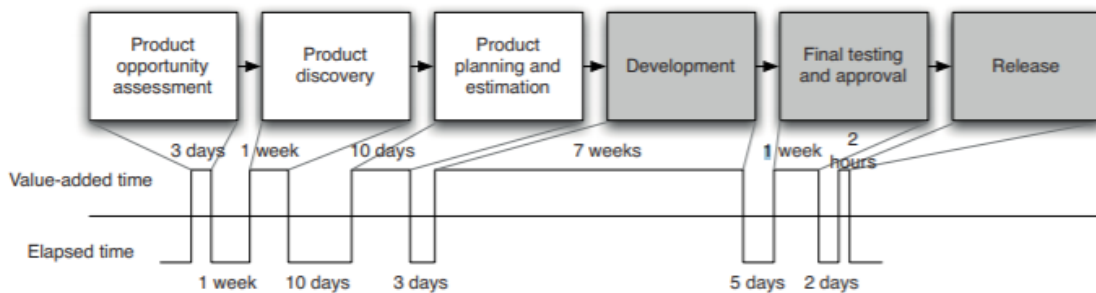 Product
opportunity
assessment
Product
discovery
Product
planning and
estimation
Development
Final testing
and approval
Release
3 days
1 week
10 days
7 weeks
1 week
2
hours
Value-added time
Elapsed time
1 week
10 days
3 days
5 days
2 days